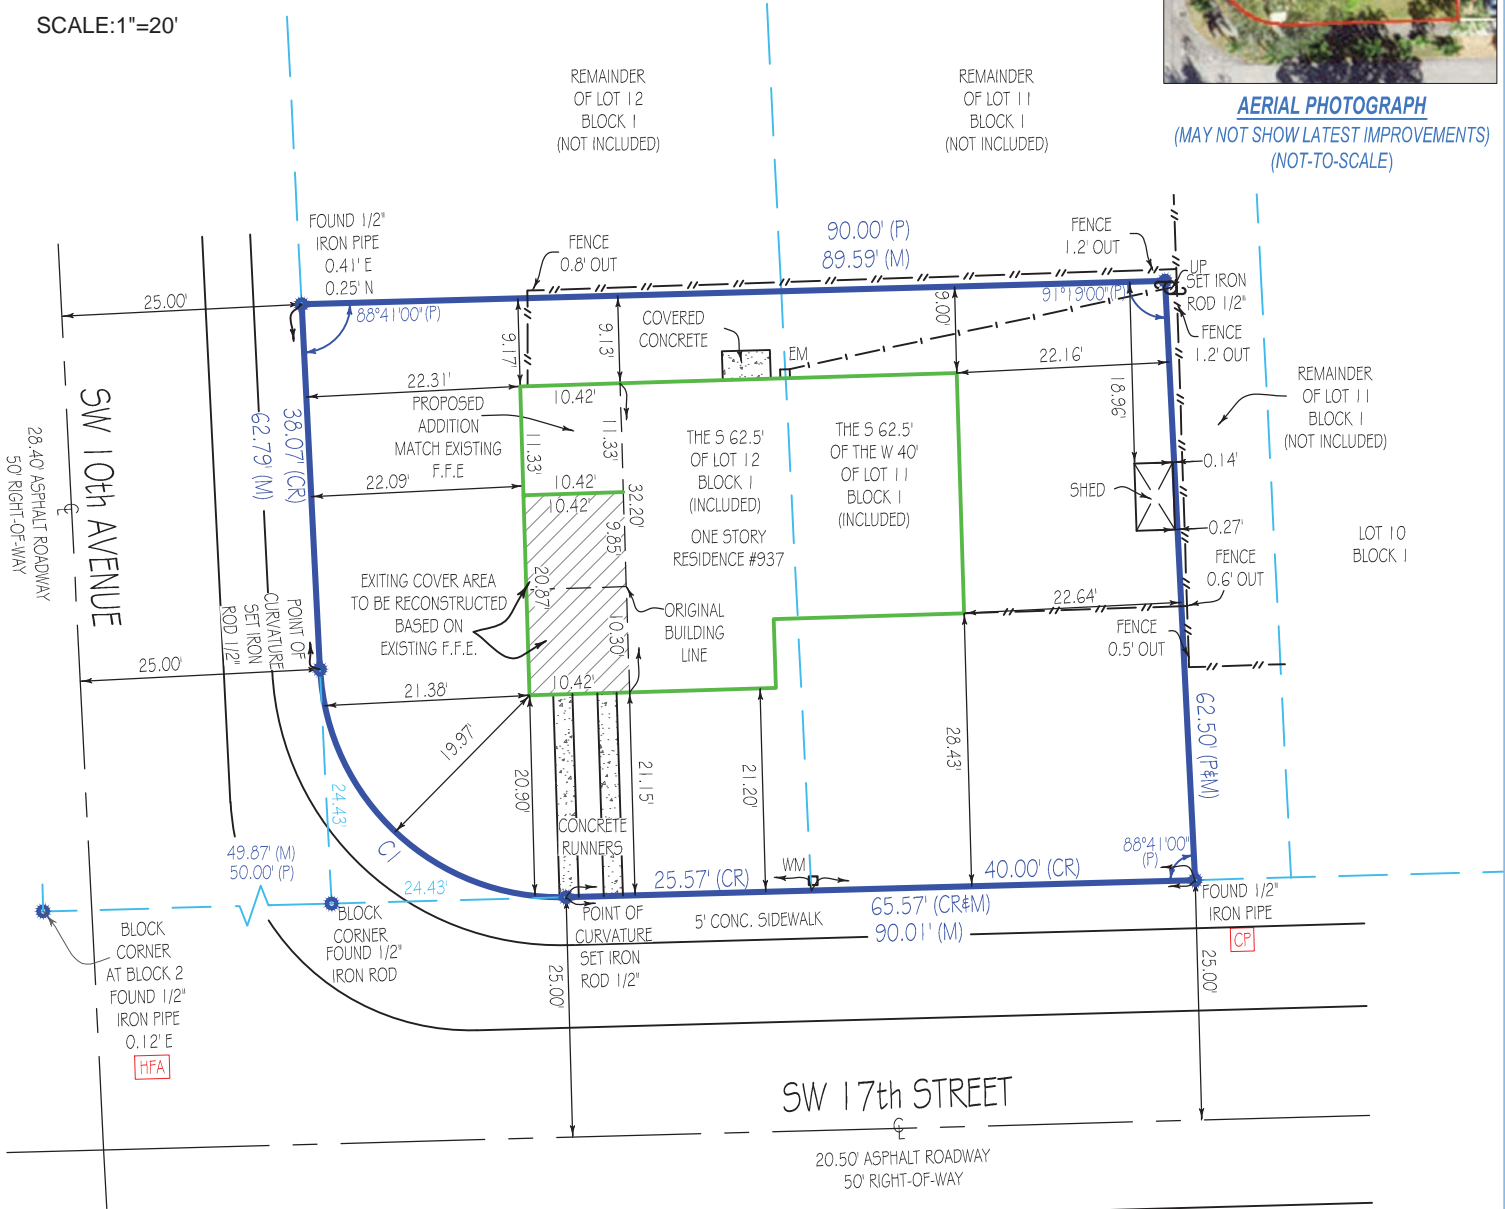 SCALE:1"=20'
AERIAL PHOTOGRAPH
(MAY NOT SHOW LATEST IMPROVEMENTS)
(NOT-TO-SCALE)
REMAINDER
OF LOT 12
BLOCK 1
(NOT INCLUDED)
REMAINDER
OF LOT 11
BLOCK 1
(NOT INCLUDED)
FOUND 1/2"
IRON PIPE
0.41' E
0.25' N
FENCE
0.8' OUT
90.00' (P)
89.59' (M)
FENCE
1.2' OUT
UP
SET IRON
ROD 1/2"
FENCE
1.2' OUT
25.00'
88°41'00"(P)
91°19'00"(P)
9.17'
9.13'
9.00'
COVERED
CONCRETE
EM
22.16'
18.96'
22.31'
10.42'
PROPOSED
ADDITION
MATCH EXISTING
F.F.E
11.33'
11.33'
THE S 62.5'
OF LOT 12
BLOCK 1
(INCLUDED)
THE S 62.5'
OF THE W 40'
OF LOT 11
BLOCK 1
(INCLUDED)
ONE STORY
RESIDENCE #937
REMAINDER
OF LOT 11
BLOCK 1
(NOT INCLUDED)
0.14'
SHED
0.27'
LOT 10
BLOCK 1
FENCE
0.6' OUT
SW 10th AVENUE
28.40' ASPHALT ROADWAY
50' RIGHT-OF-WAY
38.07' (CR)
62.79' (M)
22.09'
10.42'
10.42'
32.20'
9.85'
20.87'
10.30'
EXITING COVER AREA
TO BE RECONSTRUCTED
BASED ON
EXISTING F.F.E.
ORIGINAL
BUILDING
LINE
22.64'
FENCE
0.5' OUT
POINT OF
CURVATURE
SET IRON
ROD 1/2"
25.00'
21.38'
10.42'
19.97'
20.90'
21.15'
21.20'
28.43'
62.50' (P&M)
24.43'
C1
CONCRETE
RUNNERS
49.87' (M)
50.00' (P)
24.43'
25.57' (CR)
WM
40.00' (CR)
88°41'00"
(P)
65.57' (CR&M)
90.01' (M)
5' CONC. SIDEWALK
FOUND 1/2"
IRON PIPE
CP
BLOCK
CORNER
FOUND 1/2"
IRON ROD
BLOCK
CORNER
AT BLOCK 2
FOUND 1/2"
IRON PIPE
0.12' E
HFA
POINT OF
CURVATURE
SET IRON
ROD 1/2"
25.00'
25.00'
SW 17th STREET
20.50' ASPHALT ROADWAY
50' RIGHT-OF-WAY